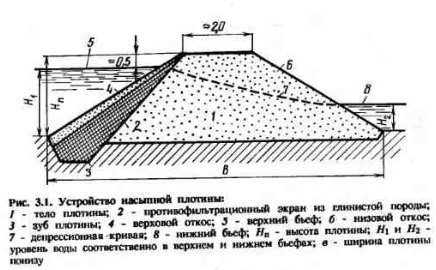 ≈2,0
≈0,5
5
6
4
7
8
H₁
Hп
H₂
2
1
3
В
Рис. 3.1. Устройство насыпной плотины:
1 - тело плотины; 2 - противофильтрационный экран из глинистой породы;
3 - зуб плотины; 4 - верховой откос; 5 - верхний бьеф; 6 - низовой откос;
7 - депрессионная кривая; 8 - нижний бьеф; Hп - высота плотины; H₁ и H₂ -
уровень воды соответственно в верхнем и нижнем бьефах; в - ширина плотины
понизу